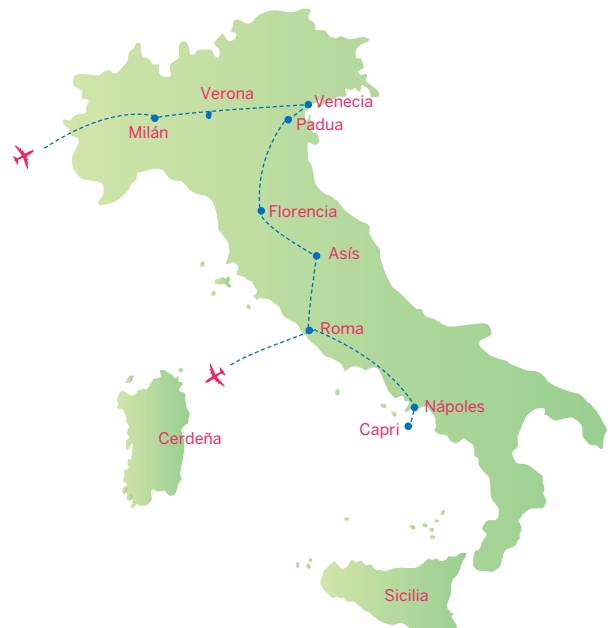 Verona
Venecia
Milán
Padua
Florencia
Asís
Roma
Nápoles
Capri
Cerdeña
Sicilia